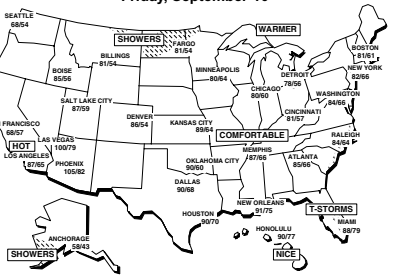 Friday, September 10
SEATTLE
68/54
SHOWERS
FARGO
81/54
WARMER
BILLINGS
81/54
BOISE
85/56
MINNEAPOLIS
80/64
DETROIT
78/56
BOSTON
81/61
NEW YORK
82/66
CHICAGO
80/60
WASHINGTON
84/66
SALT LAKE CITY
87/59
DENVER
86/54
KANSAS CITY
89/64
CINCINNATI
81/57
FRANCISCO
68/57
COMFORTABLE
RALEIGH
84/64
LAS VEGAS
100/79
HOT
LOS ANGELES
87/65
PHOENIX
105/82
OKLAHOMA CITY
90/60
MEMPHIS
87/66
ATLANTA
85/66
DALLAS
90/68
HOUSTON
90/70
NEW ORLEANS
91/75
T-STORMS
MIAMI
88/79
ANCHORAGE
58/43
SHOWERS
HONOLULU
90/77
NICE